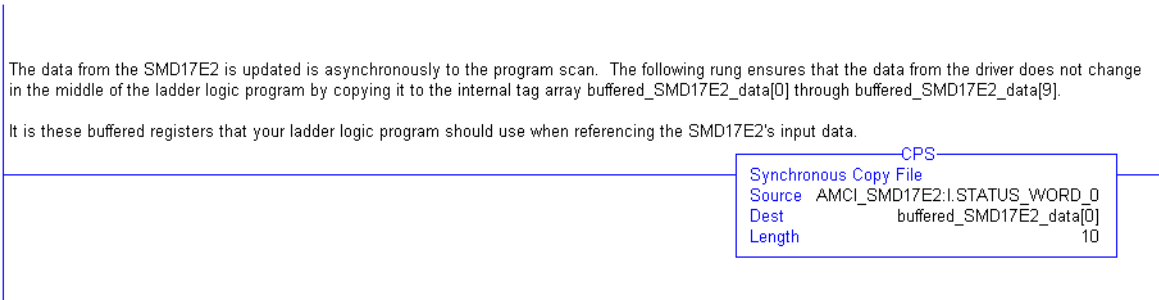 The data from the SMD17E2 is updated is asynchronously to the program scan.  The following rung ensures that the data from the driver does not change
in the middle of the ladder logic program by copying it to the internal tag array buffered_SMD17E2_data[0] through buffered_SMD17E2_data[9].
It is these buffered registers that your ladder logic program should use when referencing the SMD17E2's input data.
CPS
Synchronous Copy File
Source AMCI_SMD17E2:I.STATUS_WORD_0
Dest buffered_SMD17E2_data[0]
Length 10